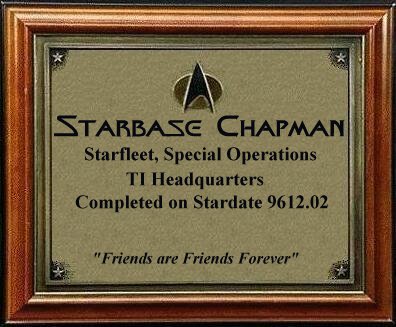 STARBASE CHAPMAN
Starfleet, Special Operations
TI Headquarters
Completed on Stardate 9612.02
"Friends are Friends Forever"